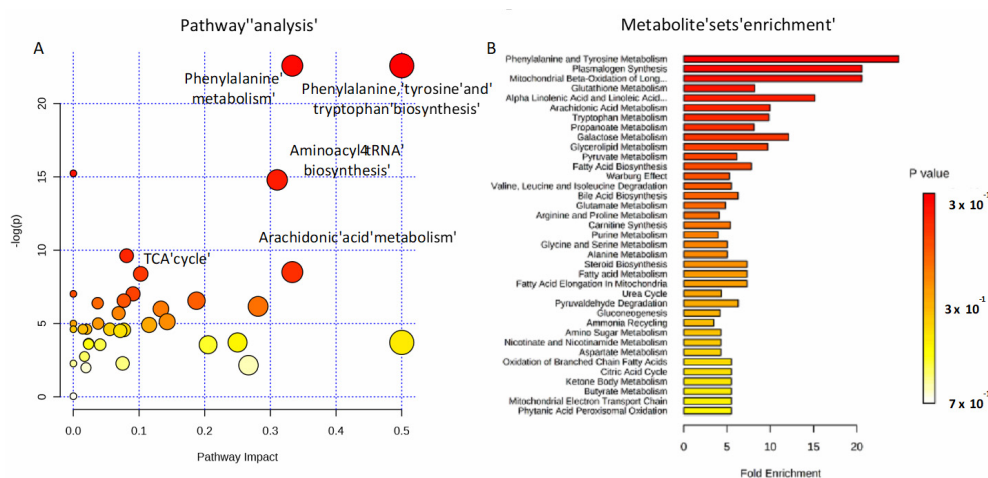 Pathway''analysis'
Metabolite'sets'enrichment'
A
B
Phenylalanine'
metabolism'
Phenylalanine,'tyrosine'and'
tryptophan'biosynthesis'
Aminoacyl4tRNA'
biosynthesis'
Arachidonic'acid'metabolism'
TCA'cycle'
-log(p)
20
15
10
5
0
0.0 0.1 0.2 0.3 0.4 0.5
Pathway Impact
Phenylalanine and Tyrosine Metabolism
Plasmalogen Synthesis
Mitochondrial Beta-Oxidation of Long...
Glutathione Metabolism
Alpha Linolenic Acid and Linoleic Acid...
Arachidonic Acid Metabolism
Tryptophan Metabolism
Propanoate Metabolism
Galactose Metabolism
Glycerolipid Metabolism
Pyruvate Metabolism
Fatty Acid Biosynthesis
Warburg Effect
Valine, Leucine and Isoleucine Degradation
Bile Acid Biosynthesis
Glutamate Metabolism
Arginine and Proline Metabolism
Carnitine Synthesis
Purine Metabolism
Glycine and Serine Metabolism
Alanine Metabolism
Steroid Biosynthesis
Fatty acid Metabolism
Fatty Acid Elongation In Mitochondria
Urea Cycle
Pyruvaldehyde Degradation
Gluconeogenesis
Ammonia Recycling
Amino Sugar Metabolism
Nicotinate and Nicotinamide Metabolism
Aspartate Metabolism
Oxidation of Branched Chain Fatty Acids
Citric Acid Cycle
Ketone Body Metabolism
Butyrate Metabolism
Mitochondrial Electron Transport Chain
Phytanic Acid Peroxisomal Oxidation
0 5 10 15 20
Fold Enrichment
P value
3 x 10
3 x 10 -1
7 x 10